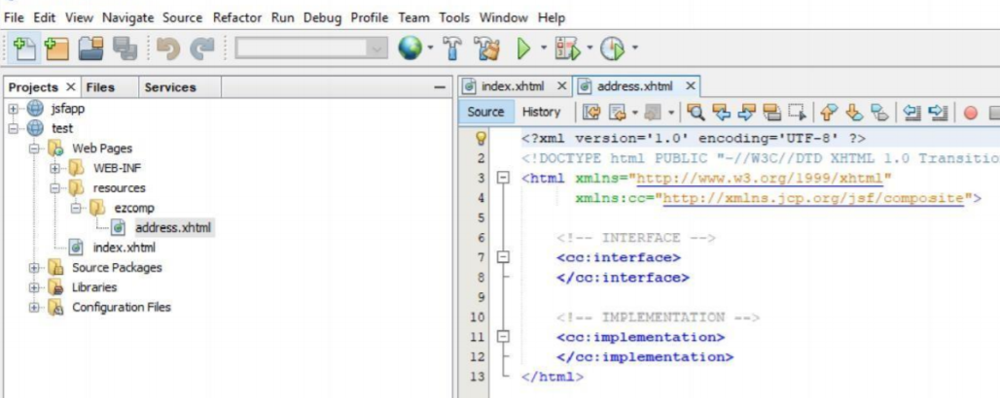 File Edit View Navigate Source Refactor Run Debug Profile Team Tools Window Help
Projects × Files Services
index.xhtml × address.xhtml ×
jsfapp
test
Web Pages
WEB-INF
resources
ezcomp
address.xhtml
index.xhtml
Source Packages
Libraries
Configuration Files
Source History
<?xml version='1.0' encoding='UTF-8' ?>
2 <!DOCTYPE html PUBLIC "-//W3C//DTD XHTML 1.0 Transitio
3 <html xmlns="http://www.w3.org/1999/xhtml"
4 xmlns:cc="http://xmlns.jcp.org/jsf/composite">
5
6 <!-- INTERFACE -->
7 <cc:interface>
8 </cc:interface>
9
10 <!-- IMPLEMENTATION -->
11 <cc:implementation>
12 </cc:implementation>
13 </html>